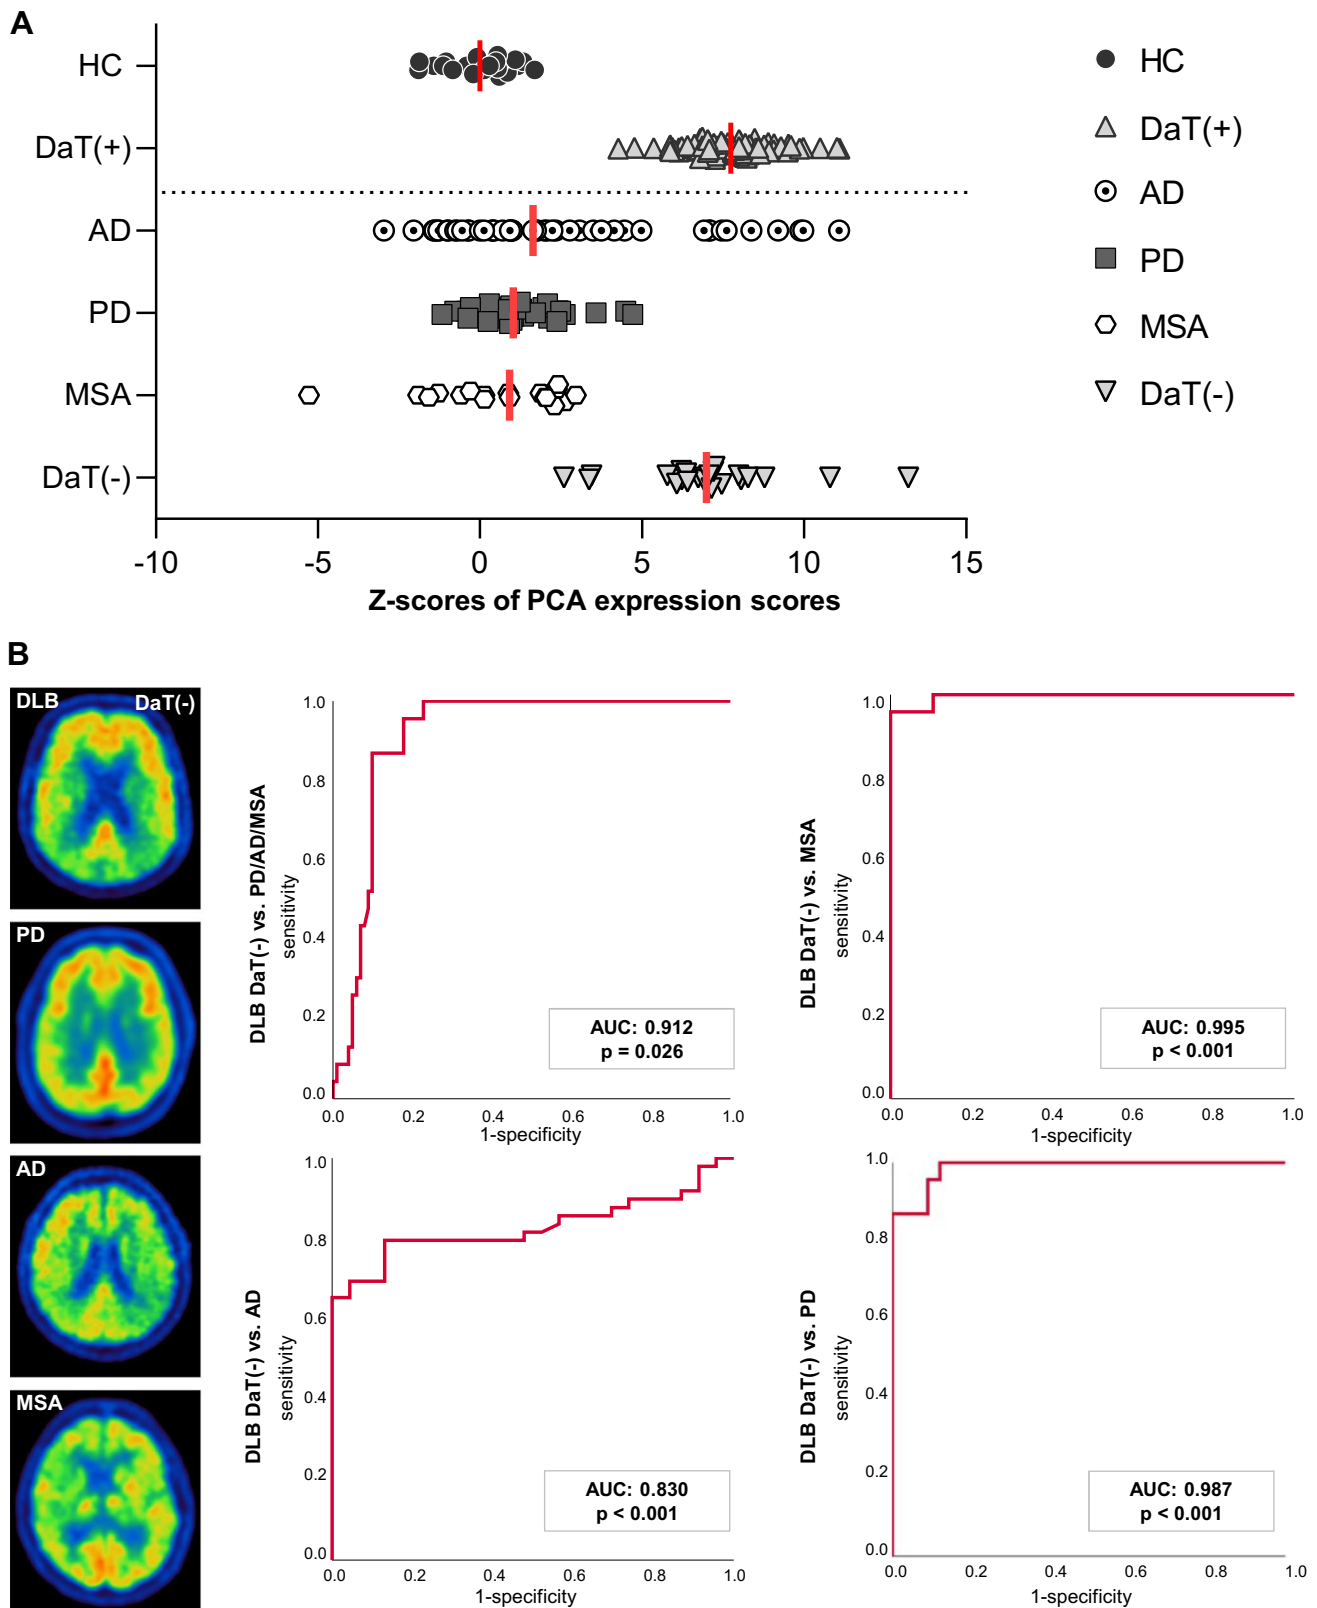 A
HC
DaT(+)
AD
PD
MSA
DaT(-)
-10 -5 0 5 10 15
Z-scores of PCA expression scores
HC
DaT(+)
AD
PD
MSA
DaT(-)
B
DLB DaT(-)
PD
AD
MSA
DLB DaT(-) vs. PD/AD/MSA
sensitivity
1.0
0.8
0.6
0.4
0.2
0.0
AUC: 0.912
p = 0.026
0.0 0.2 0.4 0.6 0.8 1.0
1-specificity
DLB DaT(-) vs. MSA
sensitivity
1.0
0.8
0.6
0.4
0.2
0.0
AUC: 0.995
p < 0.001
0.0 0.2 0.4 0.6 0.8 1.0
1-specificity
DLB DaT(-) vs. AD
sensitivity
1.0
0.8
0.6
0.4
0.2
0.0
AUC: 0.830
p < 0.001
0.0 0.2 0.4 0.6 0.8 1.0
1-specificity
DLB DaT(-) vs. PD
sensitivity
1.0
0.8
0.6
0.4
0.2
0.0
AUC: 0.987
p < 0.001
0.0 0.2 0.4 0.6 0.8 1.0
1-specificity